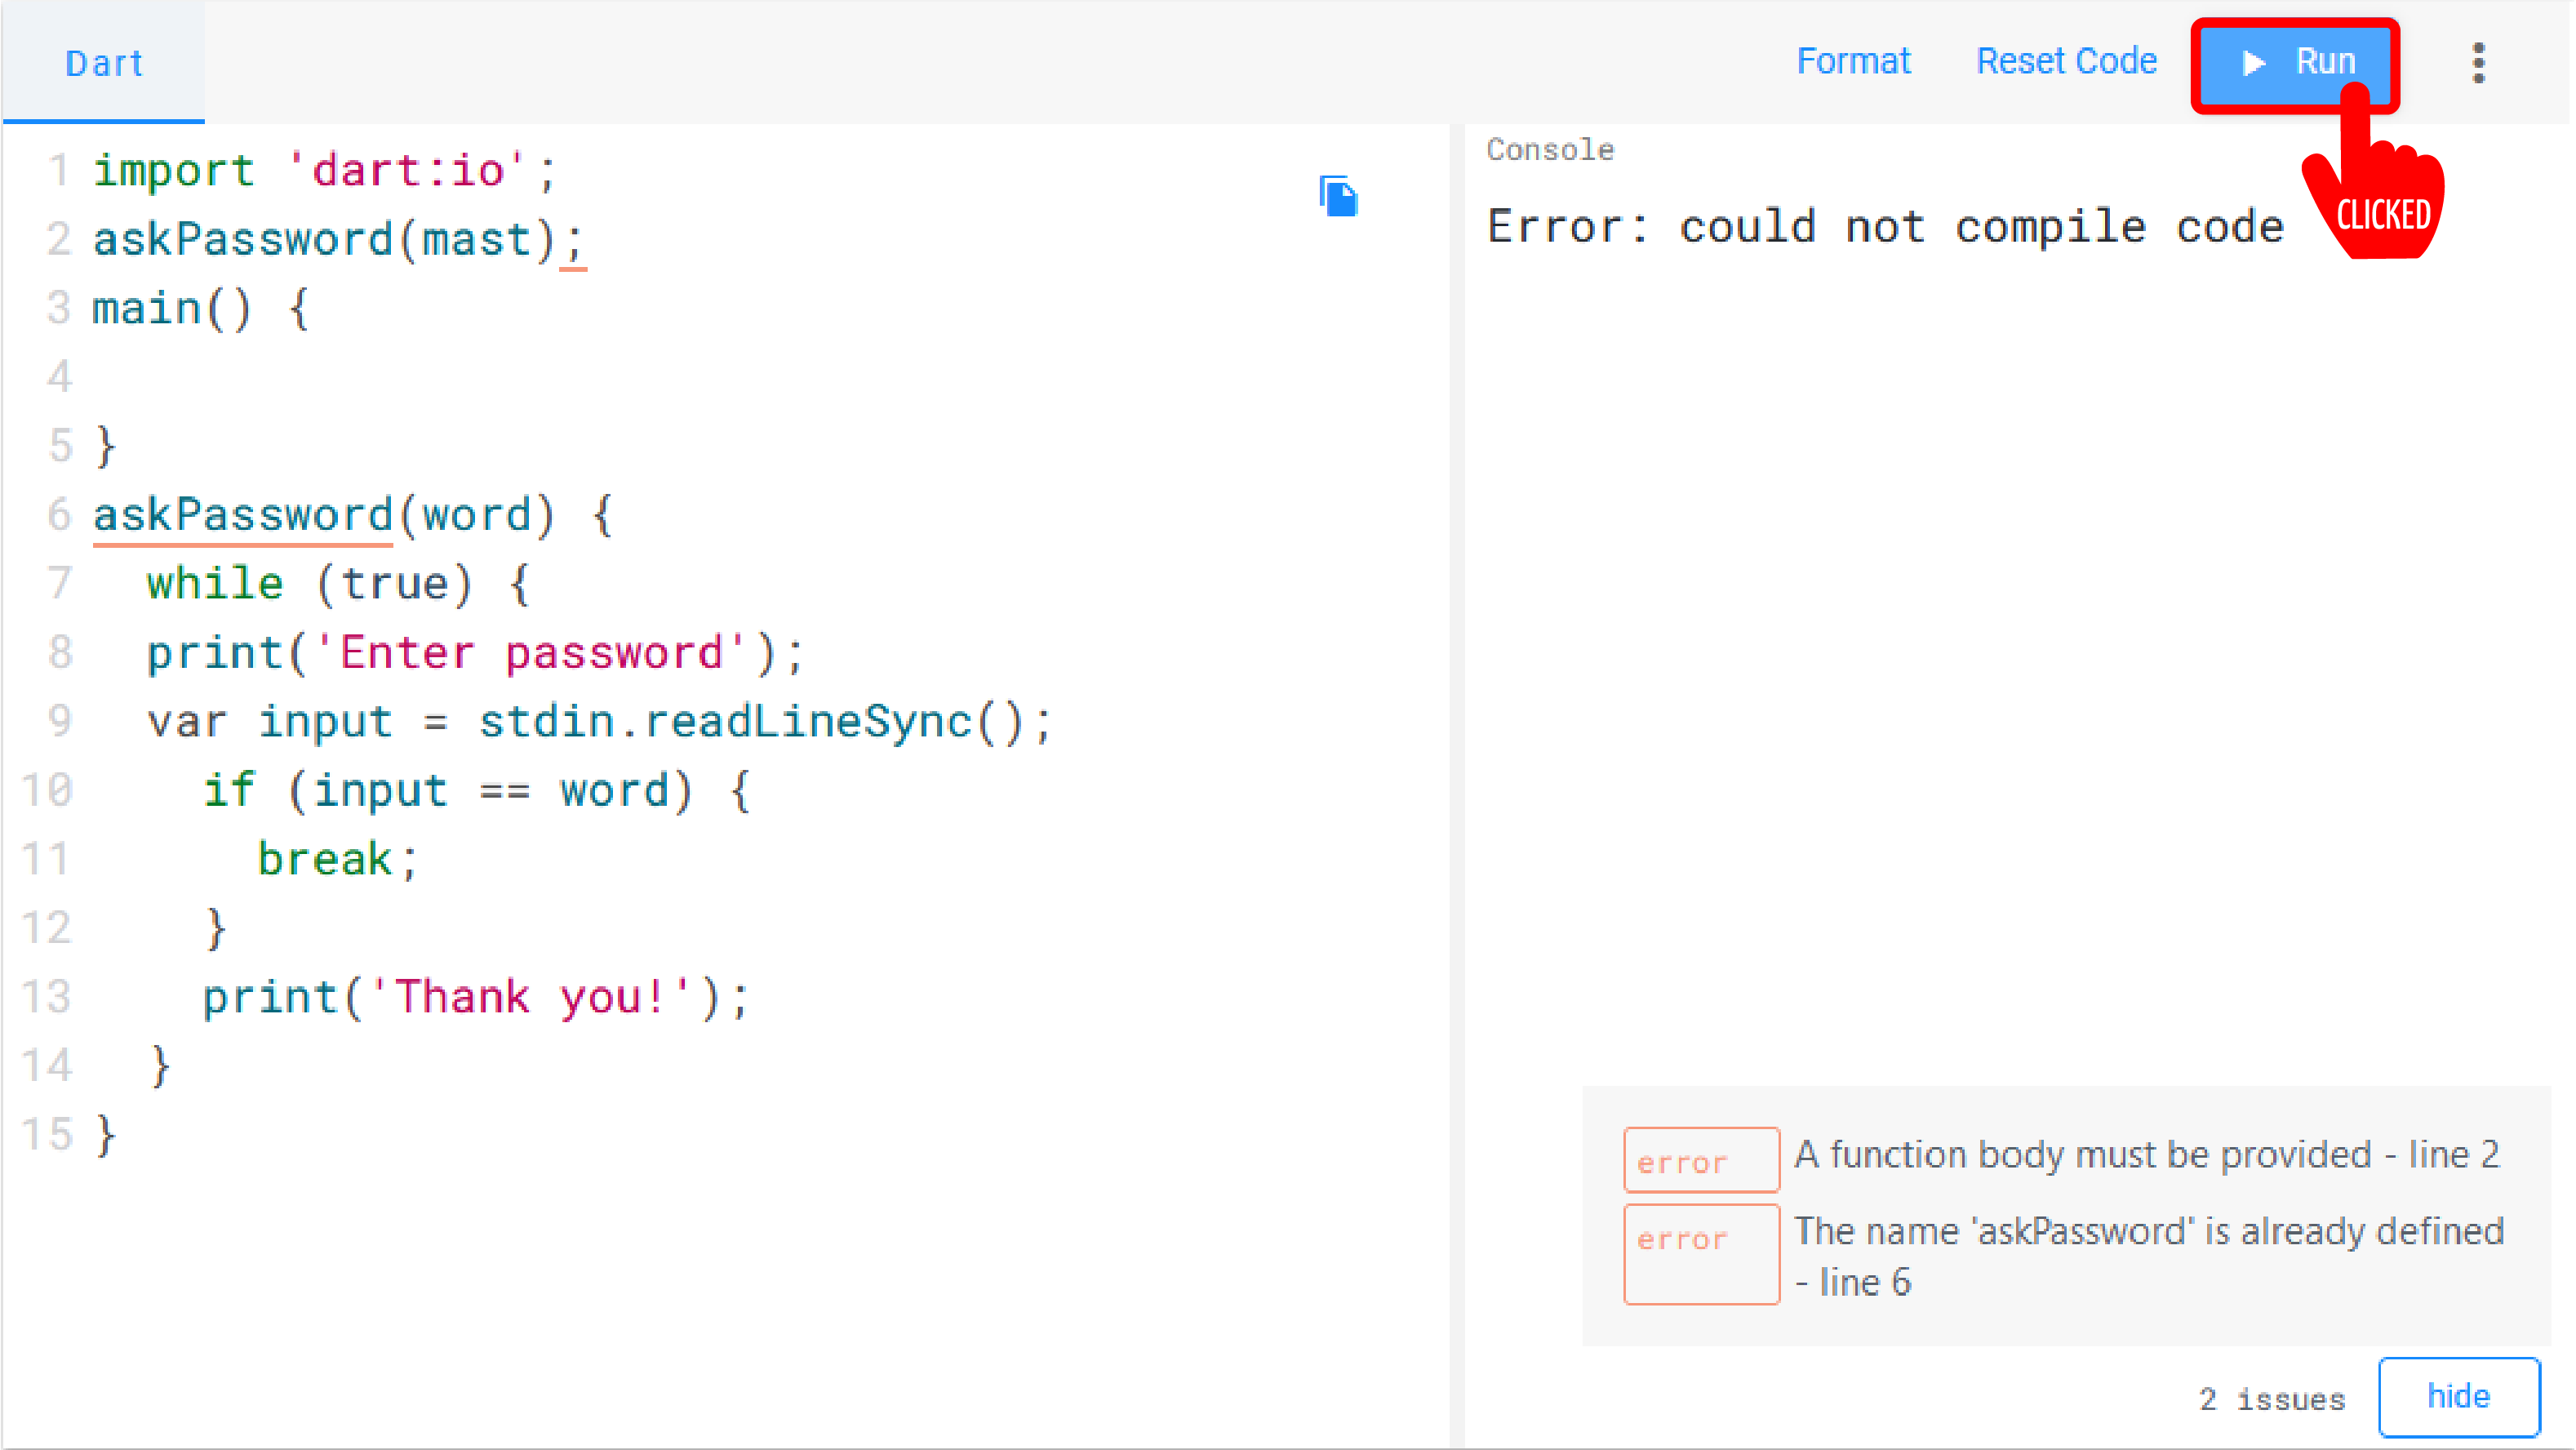 Dart
Format
Reset Code
Run
CLICKED
1 import 'dart:io';
2 askPassword(mast);
3 main() {
4
5 }
6 askPassword(word) {
7 while (true) {
8 print('Enter password');
9 var input = stdin.readLineSync();
10 if (input == word) {
11 break;
12 }
13 print('Thank you!');
14 }
15 }
Console
Error: could not compile code
error A function body must be provided - line 2
error The name 'askPassword' is already defined
- line 6
2 issues
hide